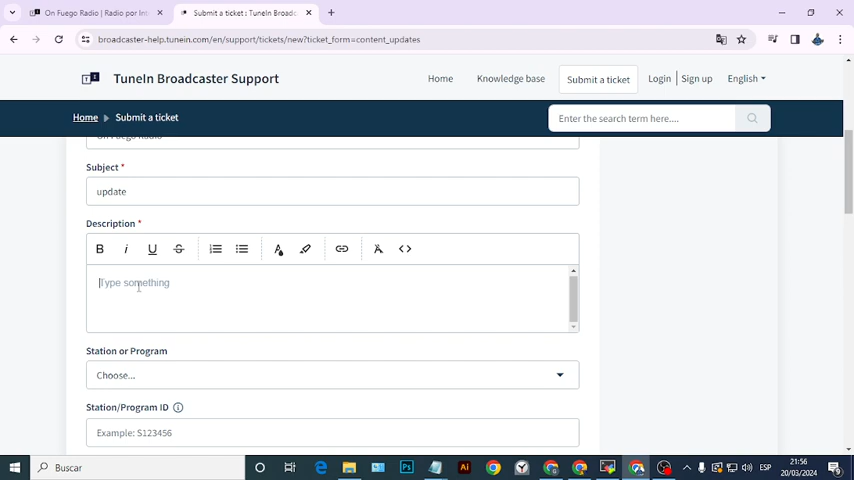 On Fuego Radio | Radio por Int
Submit a ticket : TuneIn Broadc
broadcaster-help.tunein.com/en/support/tickets/new?ticket_form=content_updates
TuneIn Broadcaster Support
Home
Knowledge base
Submit a ticket
Login
Sign up
English
Home
Submit a ticket
Enter the search term here....
On Fuego Radio
Subject *
update
Description *
B I U S
Type something
Station or Program
Choose...
Station/Program ID
Example: S123456
Buscar
ESP
21:56
20/03/2024